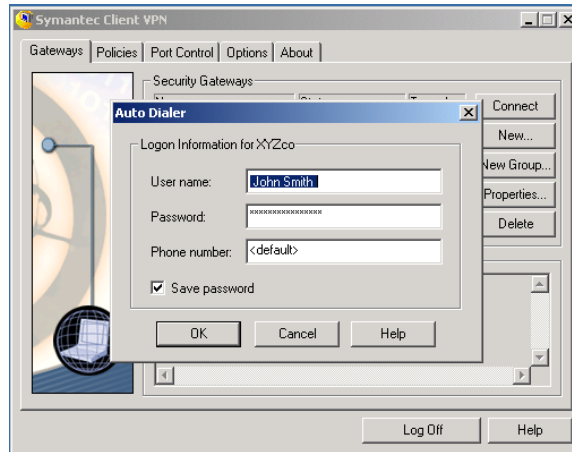 Symantec Client VPN
Gateways Policies Port Control Options About
Security Gateways
Connect
New...
New Group...
Properties...
Delete
Auto Dialer
Logon Information for XYZco
User name: John Smith
Password: ****************
Phone number: <default>
Save password
OK Cancel Help
Log Off Help